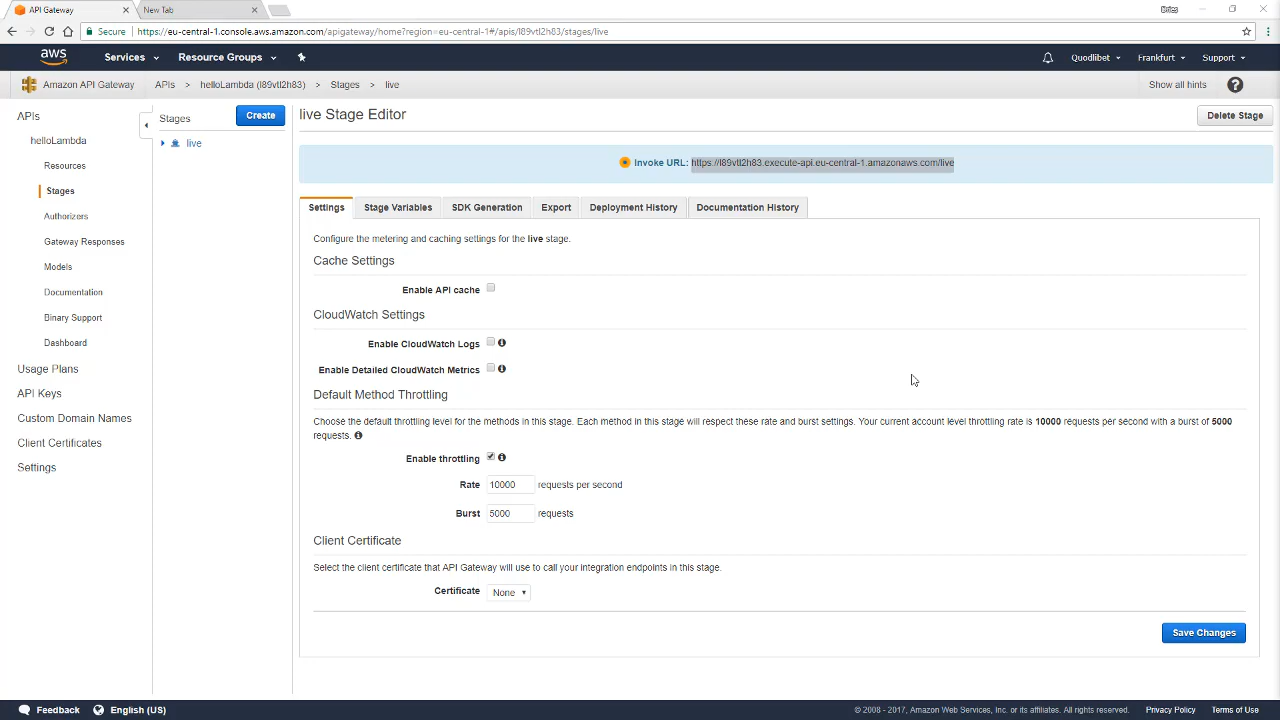 API Gateway
New Tab
Secure
https://eu-central-1.console.aws.amazon.com/apigateway/home?region=eu-central-1#/apis/l89vtl2h83/stages/live
aws
Services
Resource Groups
Quodlibet
Frankfurt
Support
Amazon API Gateway
APIs > helloLambda (l89vtl2h83) > Stages > live
Show all hints
?
APIs
helloLambda
Resources
Stages
Authorizers
Gateway Responses
Models
Documentation
Binary Support
Dashboard
Usage Plans
API Keys
Custom Domain Names
Client Certificates
Settings
Stages
Create
live
live Stage Editor
Delete Stage
Invoke URL: https://l89vtl2h83.execute-api.eu-central-1.amazonaws.com/live
Settings
Stage Variables
SDK Generation
Export
Deployment History
Documentation History
Configure the metering and caching settings for the live stage.
Cache Settings
Enable API cache
CloudWatch Settings
Enable CloudWatch Logs
Enable Detailed CloudWatch Metrics
Default Method Throttling
Choose the default throttling level for the methods in this stage. Each method in this stage will respect these rate and burst settings. Your current account level throttling rate is 10000 requests per second with a burst of 5000
requests.
Enable throttling
Rate 10000 requests per second
Burst 5000 requests
Client Certificate
Select the client certificate that API Gateway will use to call your integration endpoints in this stage.
Certificate None
Save Changes
Feedback
English (US)
© 2008 - 2017, Amazon Web Services, Inc. or its affiliates. All rights reserved.
Privacy Policy
Terms of Use